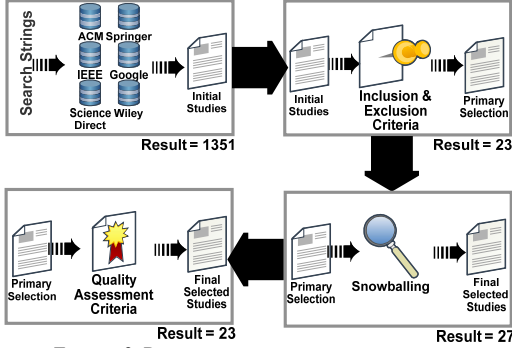 Search Strings
ACM Springer
IEEE Google
Science Wiley
Direct
Initial
Studies
Result = 1351
Initial
Studies
Inclusion &
Exclusion
Criteria
Primary
Selection
Result = 23
Primary
Selection
Snowballing
Final
Selected
Studies
Result = 27
Primary
Selection
Quality
Assessment
Criteria
Final
Selected
Studies
Result = 23